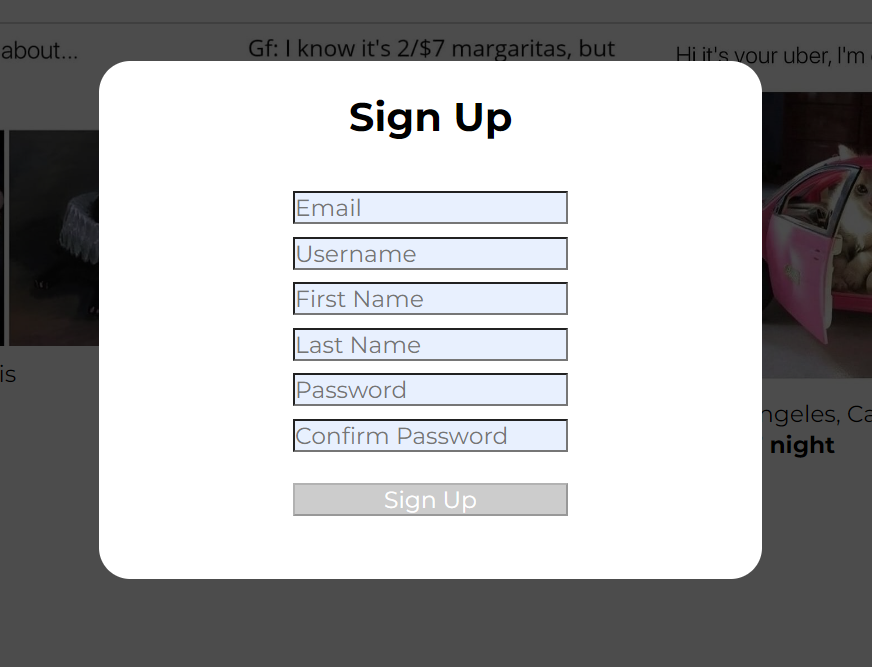 about...
Gf: I know it's 2/$7 margaritas, but
Hi it's your uber, I'm
Sign Up
Email
Username
First Name
Last Name
Password
Confirm Password
Sign Up
is
ngeles, Ca
night